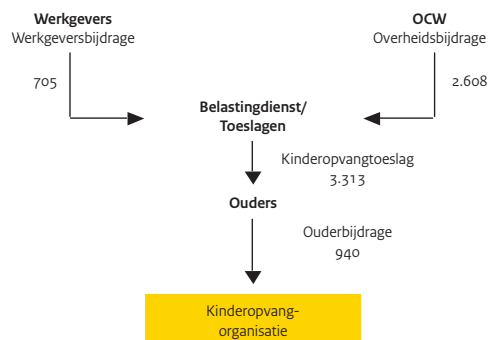 Werkgevers
Werkgeversbijdrage
705
OCW
Overheidsbijdrage
2.608
Belastingdienst/
Toeslagen
Kinderopvangtoeslag
3.313
Ouders
Ouderbijdrage
940
Kinderopvang-
organisatie